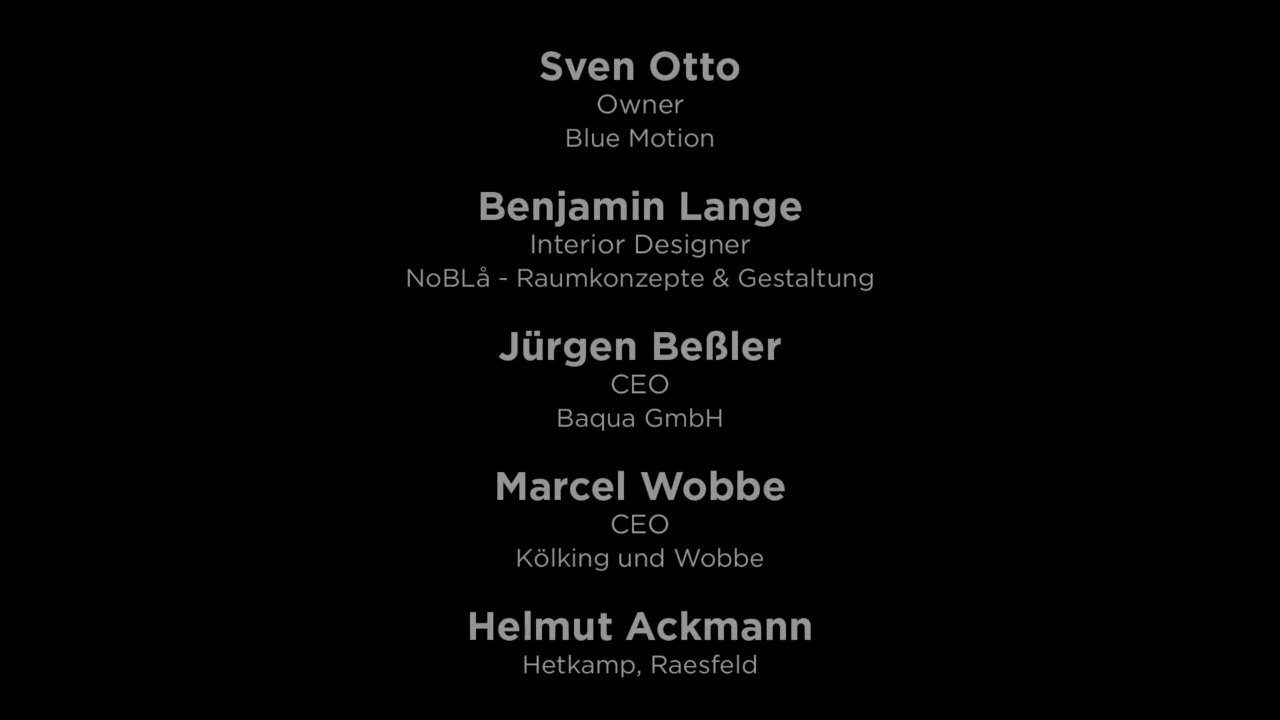 Sven Otto
Owner
Blue Motion
Benjamin Lange
Interior Designer
NoBLå - Raumkonzepte & Gestaltung
Jürgen Beßler
CEO
Baqua GmbH
Marcel Wobbe
CEO
Kölking und Wobbe
Helmut Ackmann
Hetkamp, Raesfeld